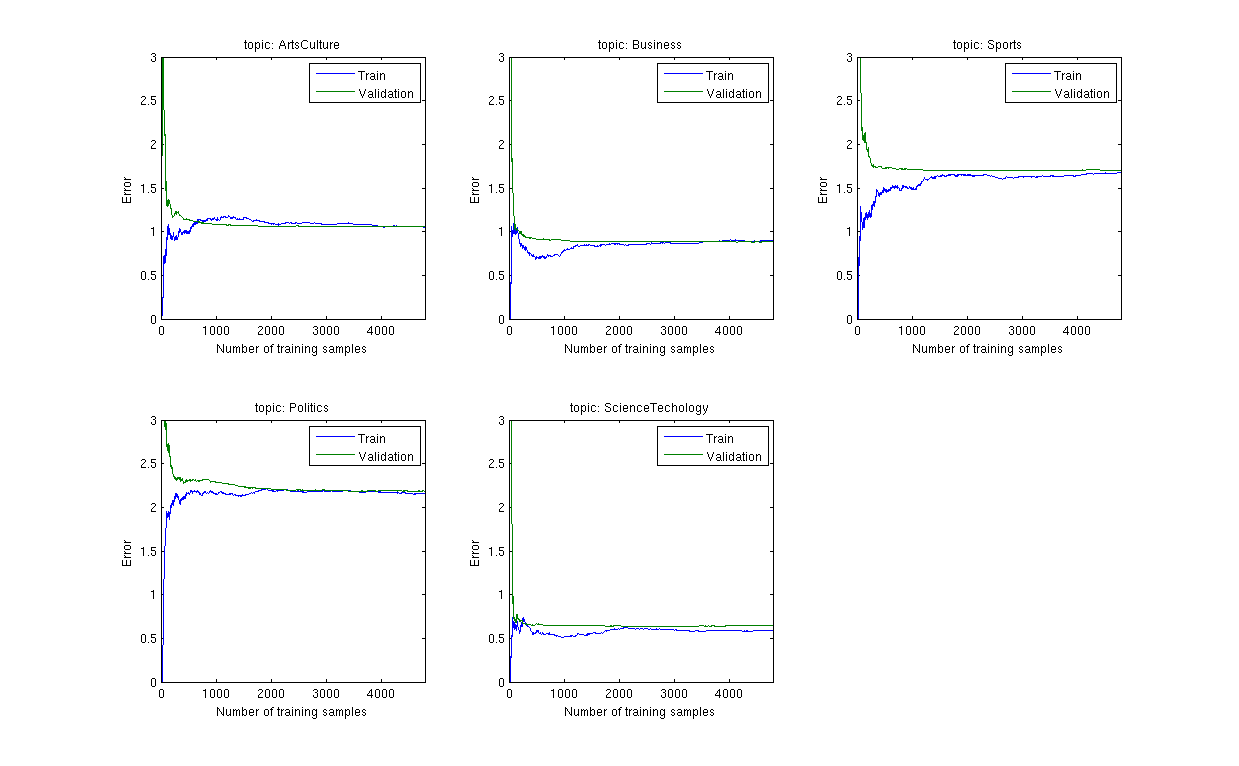 topic: ArtsCulture
3
2.5
2
1.5
1
0.5
0
Error
0 1000 2000 3000 4000
Number of training samples
Train
Validation
topic: Business
3
2.5
2
1.5
1
0.5
0
Error
0 1000 2000 3000 4000
Number of training samples
Train
Validation
topic: Sports
3
2.5
2
1.5
1
0.5
0
Error
0 1000 2000 3000 4000
Number of training samples
Train
Validation
topic: Politics
3
2.5
2
1.5
1
0.5
0
Error
0 1000 2000 3000 4000
Number of training samples
Train
Validation
topic: ScienceTechology
3
2.5
2
1.5
1
0.5
0
Error
0 1000 2000 3000 4000
Number of training samples
Train
Validation